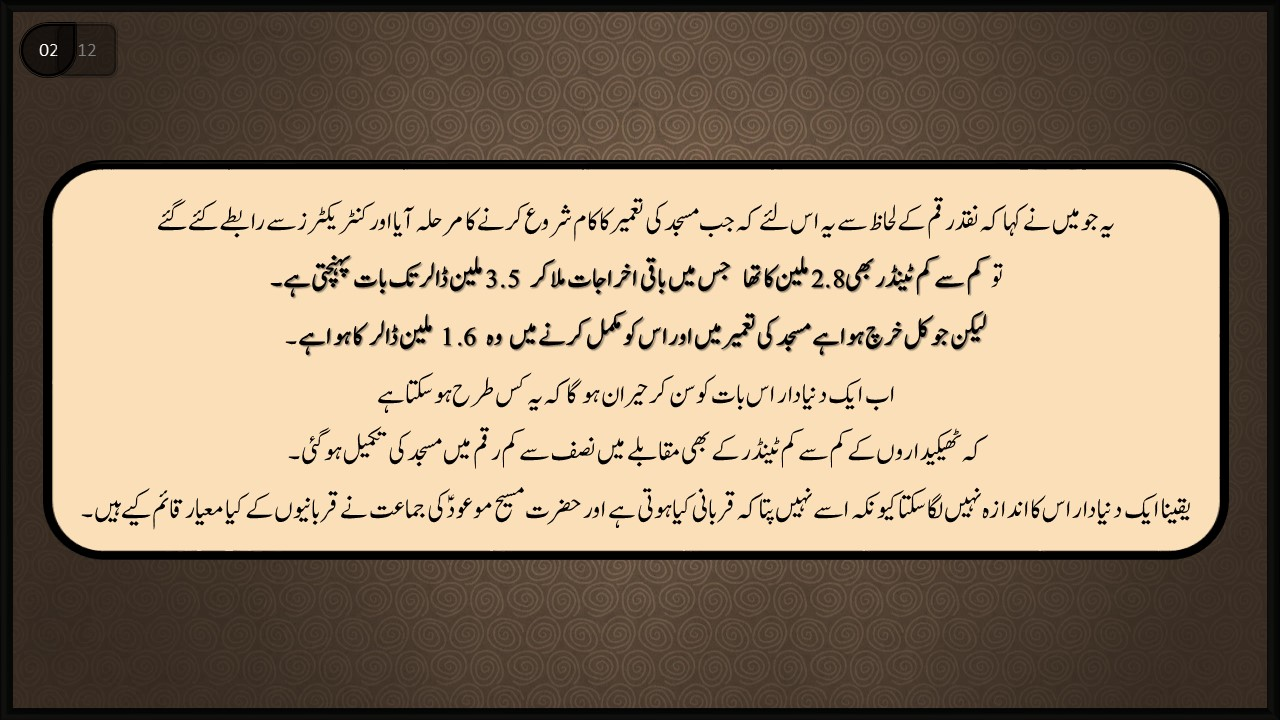 02 12
یہ جو میں نے کہا کہ نقد رقم کے لحاظ سے یہ اس لئے کہ جب مسجد کی تعمیر کا کام شروع کرنے کا مرحلہ آیا اور کنٹریکٹرز سے رابطے کئے گئے
تو کم سے کم ٹینڈر بھی 2.8 ملین کا تھا جس میں باقی اخراجات ملا کر 3.5 ملین ڈالر تک بات پہنچتی ہے۔
لیکن جو کل خرچ ہوا ہے مسجد کی تعمیر میں اور اس کو مکمل کرنے میں وہ 1.6 ملین ڈالر کا ہوا ہے۔
اب ایک دنیا دار اس بات کو سن کر حیران ہو گا کہ یہ کس طرح ہو سکتا ہے
کہ ٹھیکیداروں کے کم سے کم ٹینڈر کے بھی مقابلے میں نصف سے کم رقم میں مسجد کی تکمیل ہو گئی۔
یقینا ایک دنیا دار اس کا اندازہ نہیں لگا سکتا کیونکہ اسے نہیں پتا کہ قربانی کیا ہوتی ہے اور حضرت مسیح موعودؑ کی جماعت نے قربانیوں کے کیا معیار قائم کیے ہیں۔